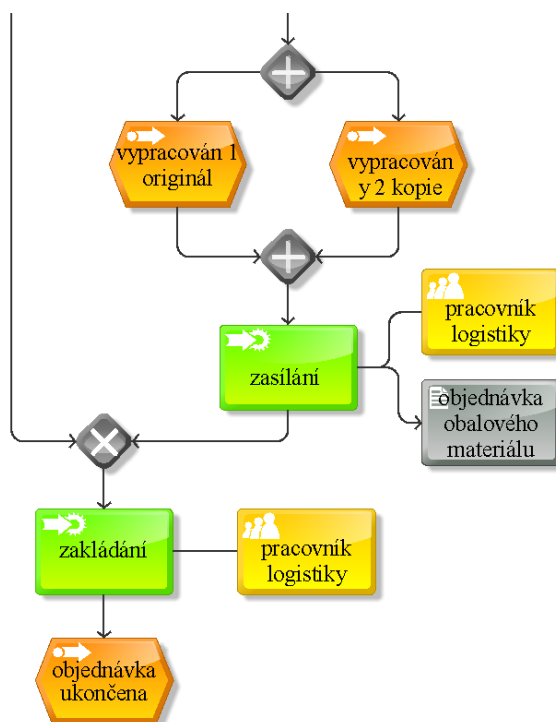 vypracován 1
originál
vypracován
y 2 kopie
pracovník
logistiky
zasílání
objednávka
obalového
materiálu
zakládání
pracovník
logistiky
objednávka
ukončena